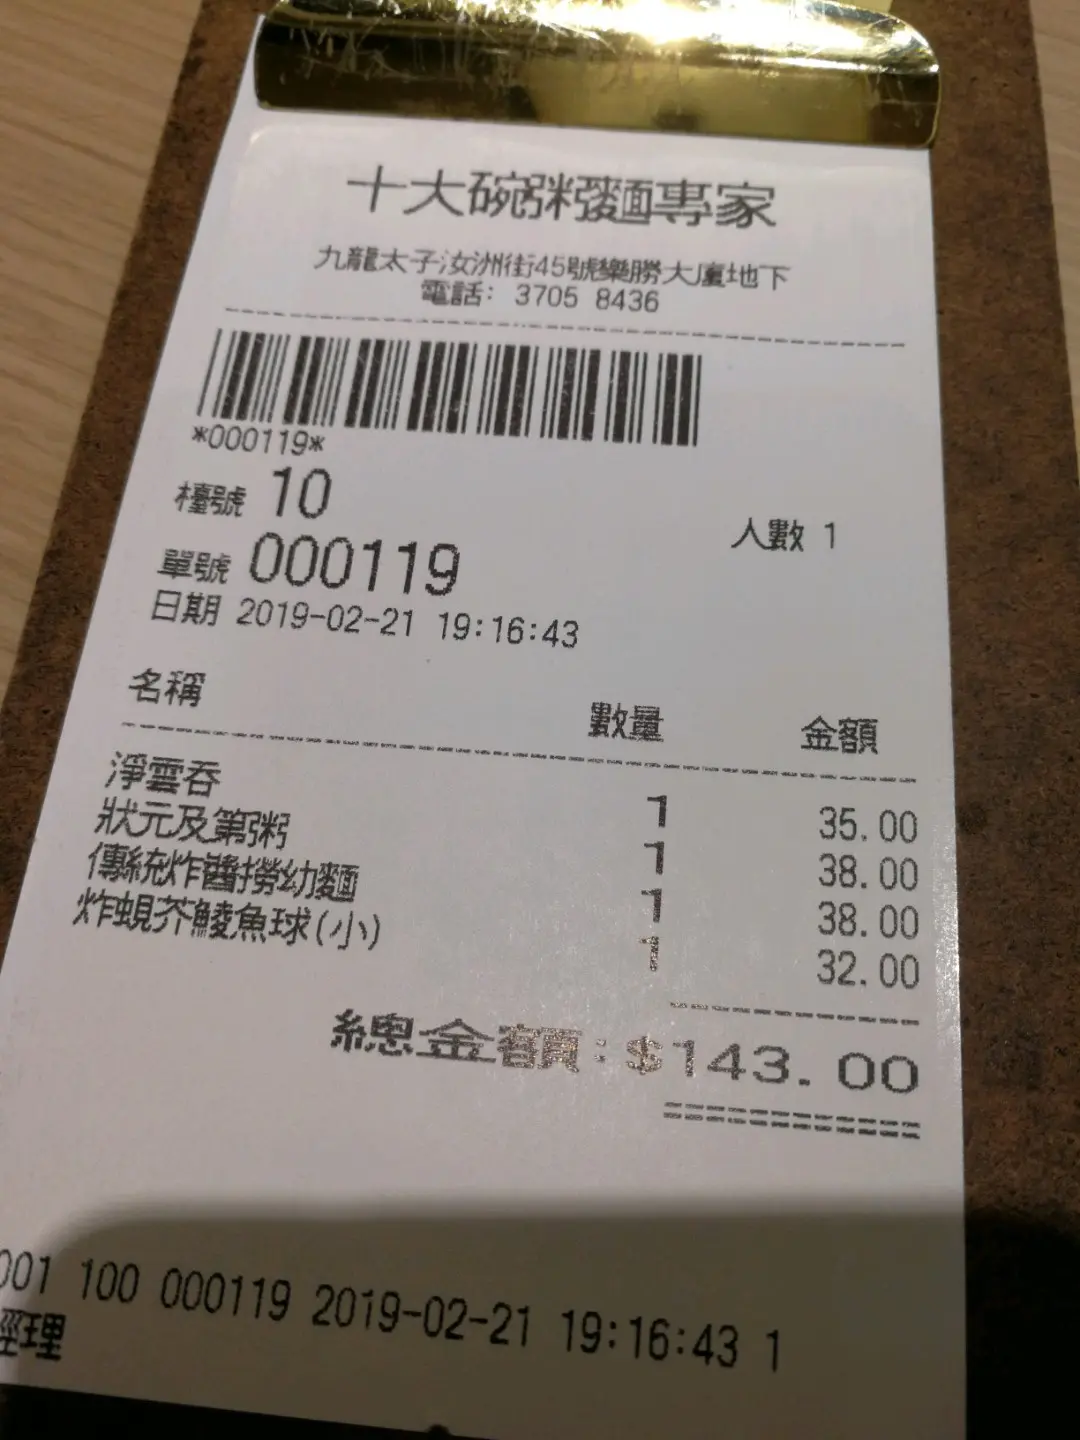 十大碗粥麵專家
九龍太子汝洲街45號樂勝大廈地下
電話: 3705 8436
*000119*
檯號 10
人數 1
單號 000119
日期 2019-02-21 19:16:43
名稱 數量 金額
淨雲吞 1 35.00
狀元及第粥 1 38.00
傳統炸醬撈幼麵 1 38.00
炸蜆芥鯪魚球(小) 1 32.00
總金額:$143.00
001 100 000119 2019-02-21 19:16:43 1
經理